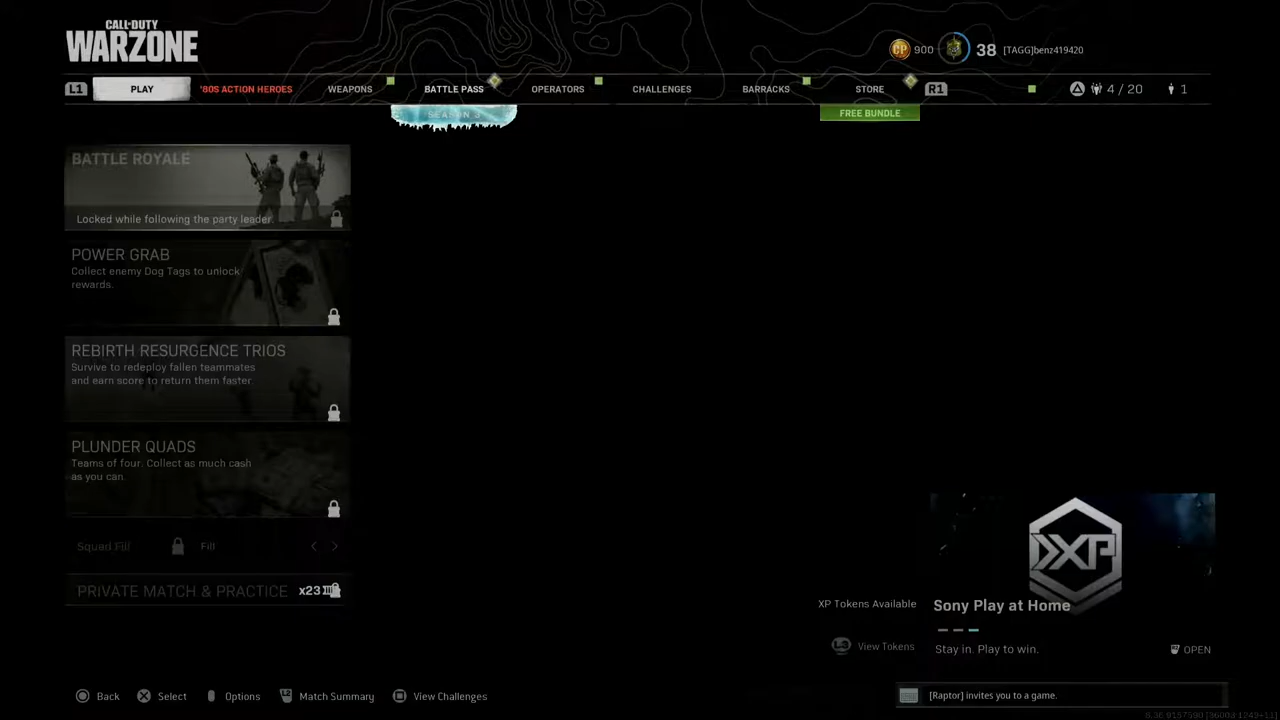 CALL OF DUTY
WARZONE
CP 900 38 [TAGG]benz419420
L1 PLAY '80S ACTION HEROES WEAPONS BATTLE PASS OPERATORS CHALLENGES BARRACKS STORE R1 4 / 20 1
SEASON 3
FREE BUNDLE
BATTLE ROYALE
Locked while following the party leader.
POWER GRAB
Collect enemy Dog Tags to unlock
rewards.
REBIRTH RESURGENCE TRIOS
Survive to redeploy fallen teammates
and earn score to return them faster.
PLUNDER QUADS
Teams of four. Collect as much cash
as you can.
Squad Fill Fill
PRIVATE MATCH & PRACTICE x23
XP
XP Tokens Available
Sony Play at Home
L3 View Tokens
Stay in. Play to win.
OPEN
Back Select Options Match Summary View Challenges
[Raptor] invites you to a game.